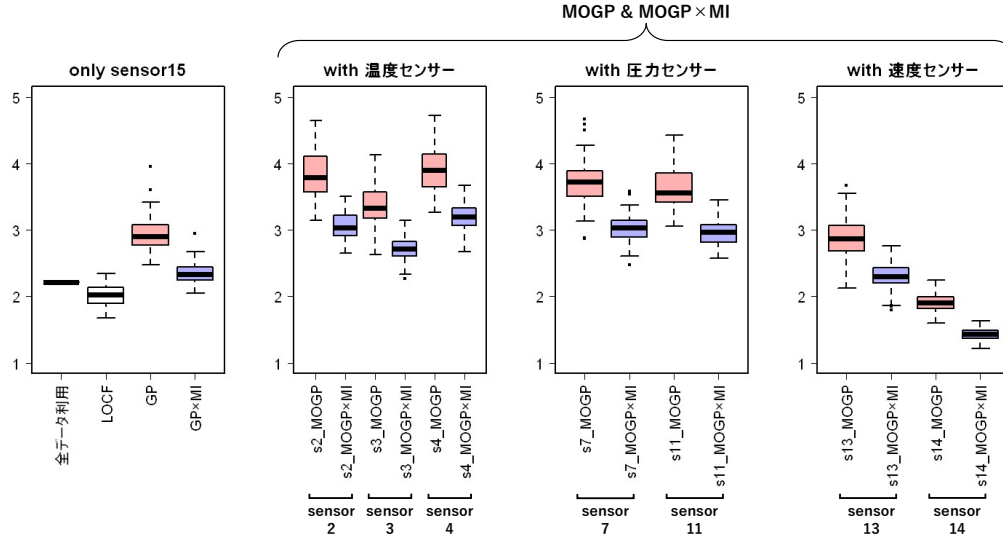 MOGP & MOGP×MI
only sensor15
with 温度センサー
with 圧力センサー
with 速度センサー
5
4
3
2
1
全データ利用
LOCF
GP
GP×MI
5
4
3
2
1
s2_MOGP
s2_MOGP×MI
s3_MOGP
s3_MOGP×MI
s4_MOGP
s4_MOGP×MI
sensor
2
sensor
3
sensor
4
5
4
3
2
1
s7_MOGP
s7_MOGP×MI
s11_MOGP
s11_MOGP×MI
sensor
7
sensor
11
5
4
3
2
1
s13_MOGP
s13_MOGP×MI
s14_MOGP
s14_MOGP×MI
sensor
13
sensor
14